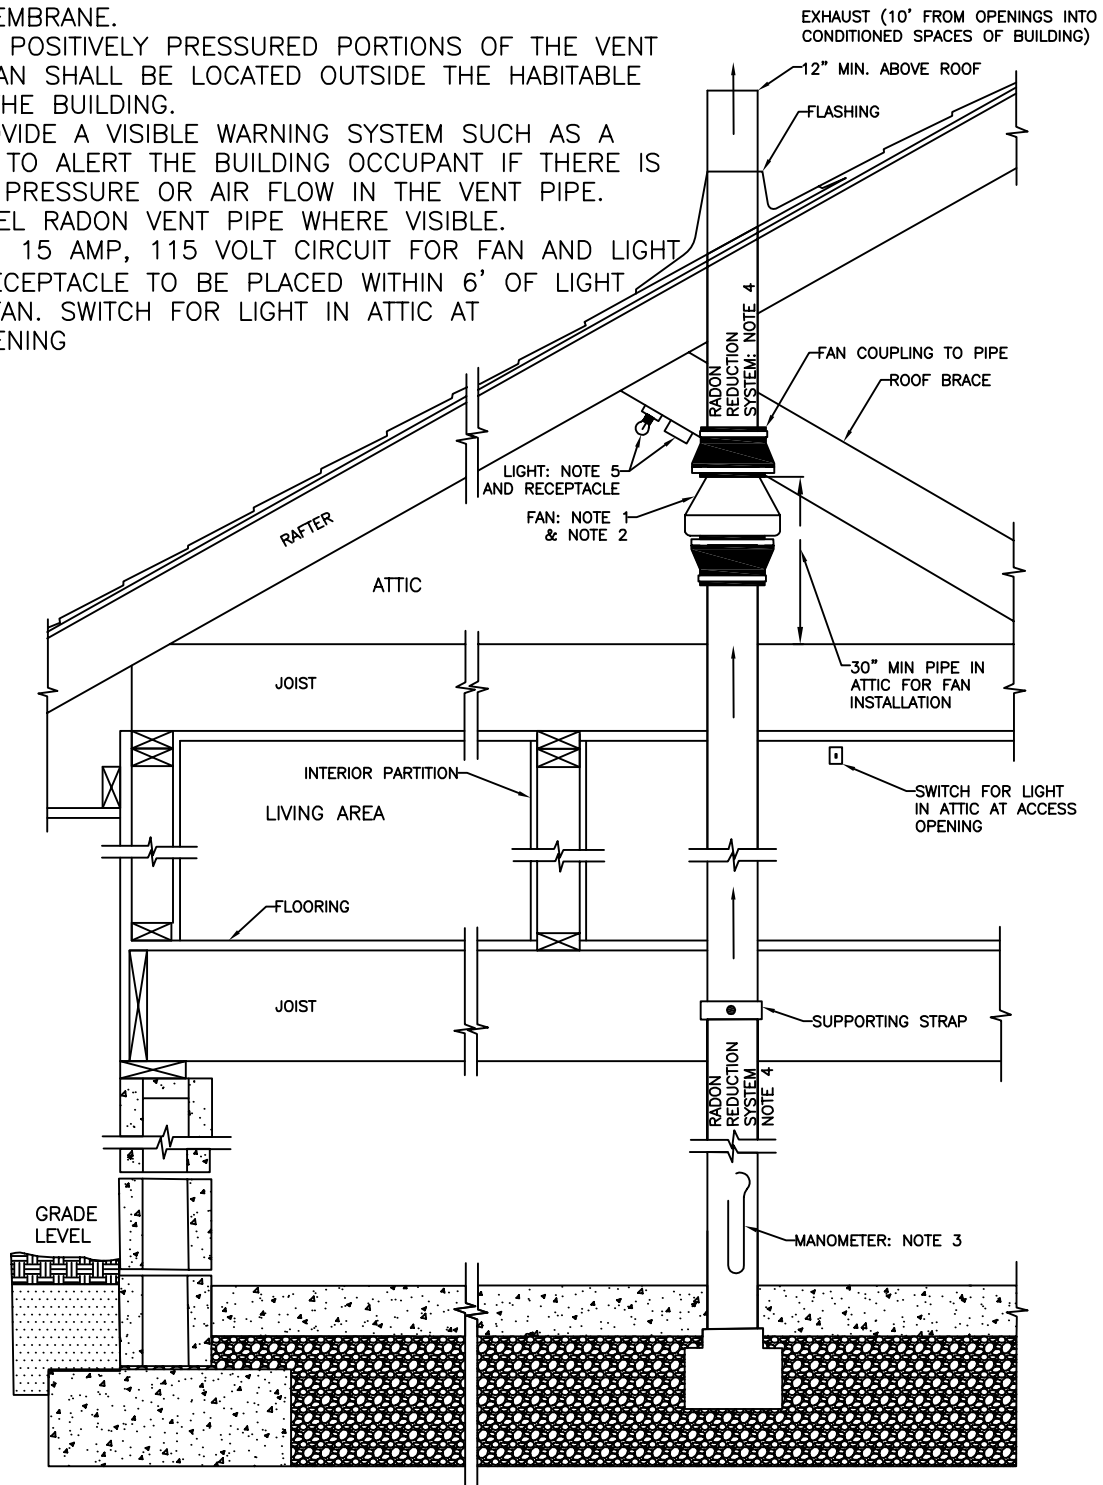 EMBRANE.
POSITIVELY PRESSURED PORTIONS OF THE VENT
AN SHALL BE LOCATED OUTSIDE THE HABITABLE
HE BUILDING.
OVIDE A VISIBLE WARNING SYSTEM SUCH AS A
TO ALERT THE BUILDING OCCUPANT IF THERE IS
PRESSURE OR AIR FLOW IN THE VENT PIPE.
EL RADON VENT PIPE WHERE VISIBLE.
15 AMP, 115 VOLT CIRCUIT FOR FAN AND LIGHT
ECEPTACLE TO BE PLACED WITHIN 6' OF LIGHT
FAN. SWITCH FOR LIGHT IN ATTIC AT
ENING
EXHAUST (10' FROM OPENINGS INTO
CONDITIONED SPACES OF BUILDING)
12" MIN. ABOVE ROOF
FLASHING
RADON
REDUCTION
SYSTEM: NOTE 4
FAN COUPLING TO PIPE
ROOF BRACE
LIGHT: NOTE 5
AND RECEPTACLE
FAN: NOTE 1
& NOTE 2
RAFTER
ATTIC
30" MIN PIPE IN
ATTIC FOR FAN
INSTALLATION
JOIST
INTERIOR PARTITION
LIVING AREA
SWITCH FOR LIGHT
IN ATTIC AT ACCESS
OPENING
FLOORING
JOIST
SUPPORTING STRAP
RADON
REDUCTION
SYSTEM
NOTE 4
GRADE
LEVEL
MANOMETER: NOTE 3